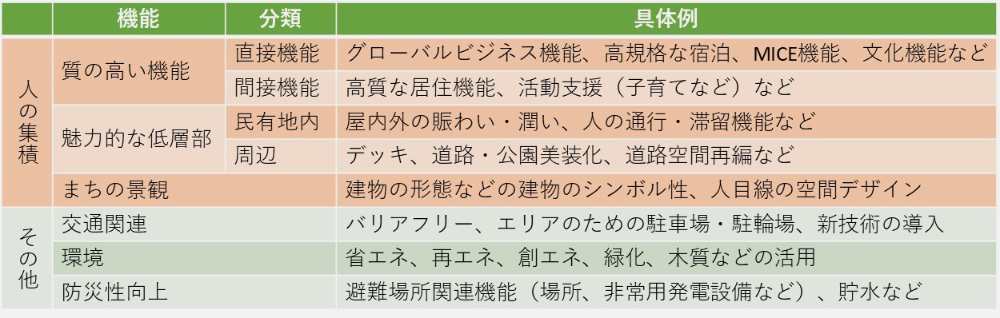 機能 分類 具体例
人の集積 質の高い機能 直接機能 グローバルビジネス機能、高規格な宿泊、MICE機能、文化機能など
間接機能 高質な居住機能、活動支援（子育てなど）など
魅力的な低層部 民有地内 屋内外の賑わい・潤い、人の通行・滞留機能など
周辺 デッキ、道路・公園美装化、道路空間再編など
まちの景観 建物の形態などの建物のシンボル性、人目線の空間デザイン
その他 交通関連 バリアフリー、エリアのための駐車場・駐輪場、新技術の導入
環境 省エネ、再エネ、創エネ、緑化、木質などの活用
防災性向上 避難場所関連機能（場所、非常用発電設備など）、貯水など